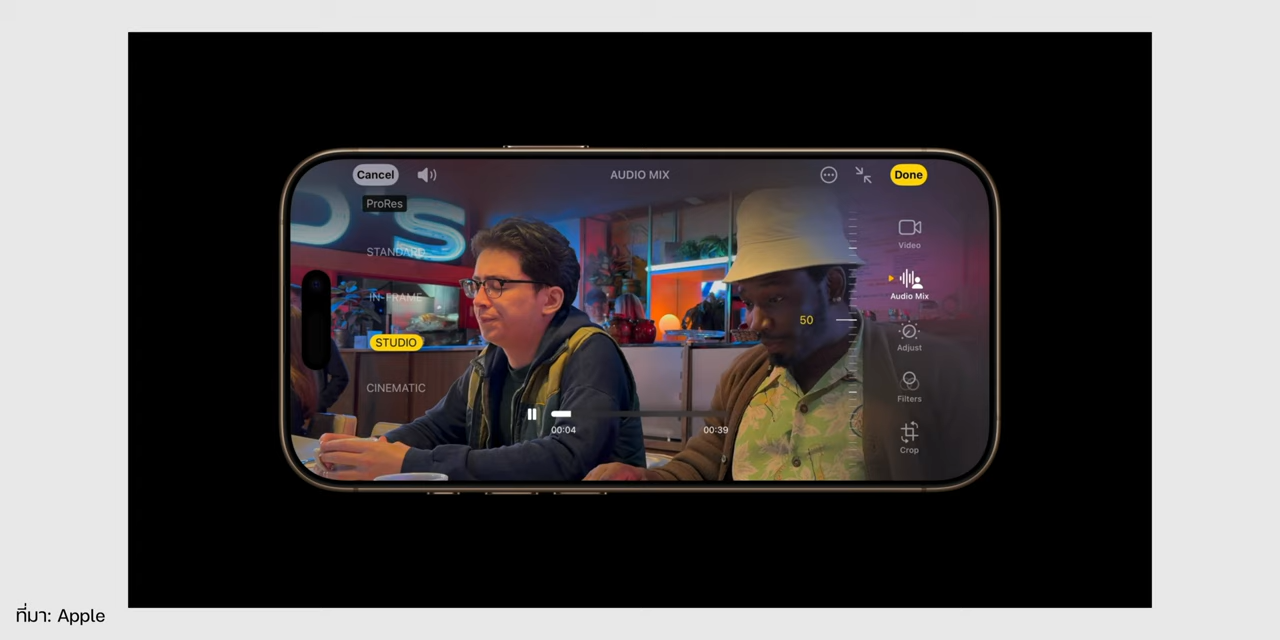 Cancel
AUDIO MIX
Done
ProRes
STANDARD
IN-FRAME
STUDIO
CINEMATIC
50
Video
Audio Mix
Adjust
Filters
Crop
00:04
00:39
'S
ที่มา: Apple